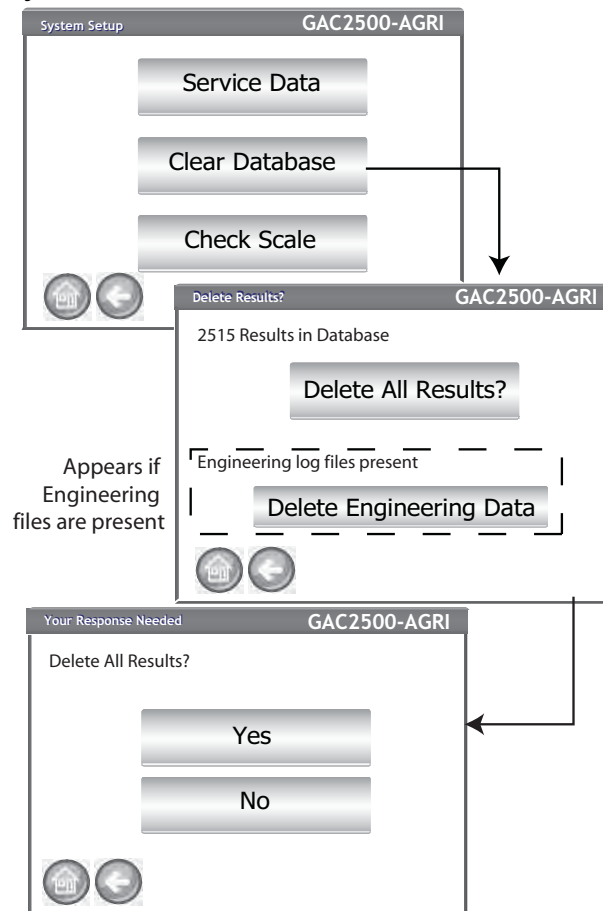 System Setup GAC2500-AGRI
Service Data
Clear Database
Check Scale
Delete Results? GAC2500-AGRI
2515 Results in Database
Delete All Results?
Appears if
Engineering
files are present
Engineering log files present
Delete Engineering Data
Your Response Needed GAC2500-AGRI
Delete All Results?
Yes
No